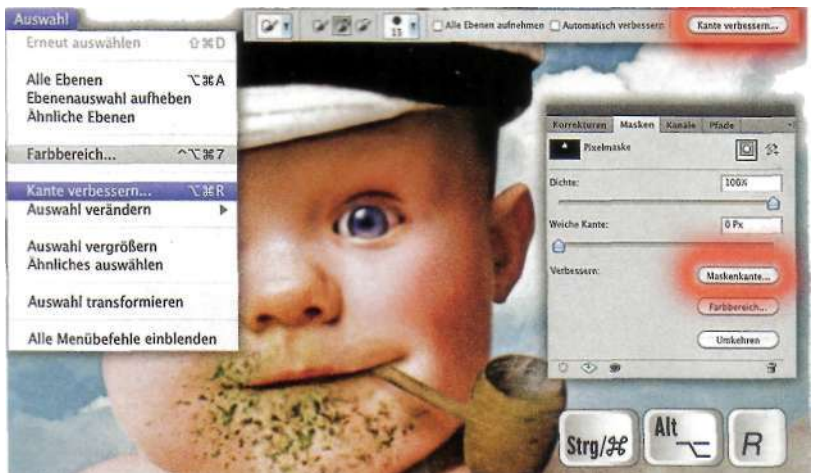 Auswahl
Erneut auswählen ⇧⌘D
Alle Ebenen ⌥⌘A
Ebenenauswahl aufheben
Ähnliche Ebenen
Farbbereich... ^⌥⌘7
Kante verbessern... ⌥⌘R
Auswahl verändern ▶
Auswahl vergrößern
Ähnliches auswählen
Auswahl transformieren
Alle Menübefehle einblenden
13
Alle Ebenen aufnehmen Automatisch verbessern Kante verbessern...
Korrekturen Masken Kanäle Pfade
Pixelmaske
Dichte: 100%
Weiche Kante: 0 Px
Verbessern: Maskenkante...
Farbbereich...
Umkehren
Strg/⌘ Alt ⌥ R